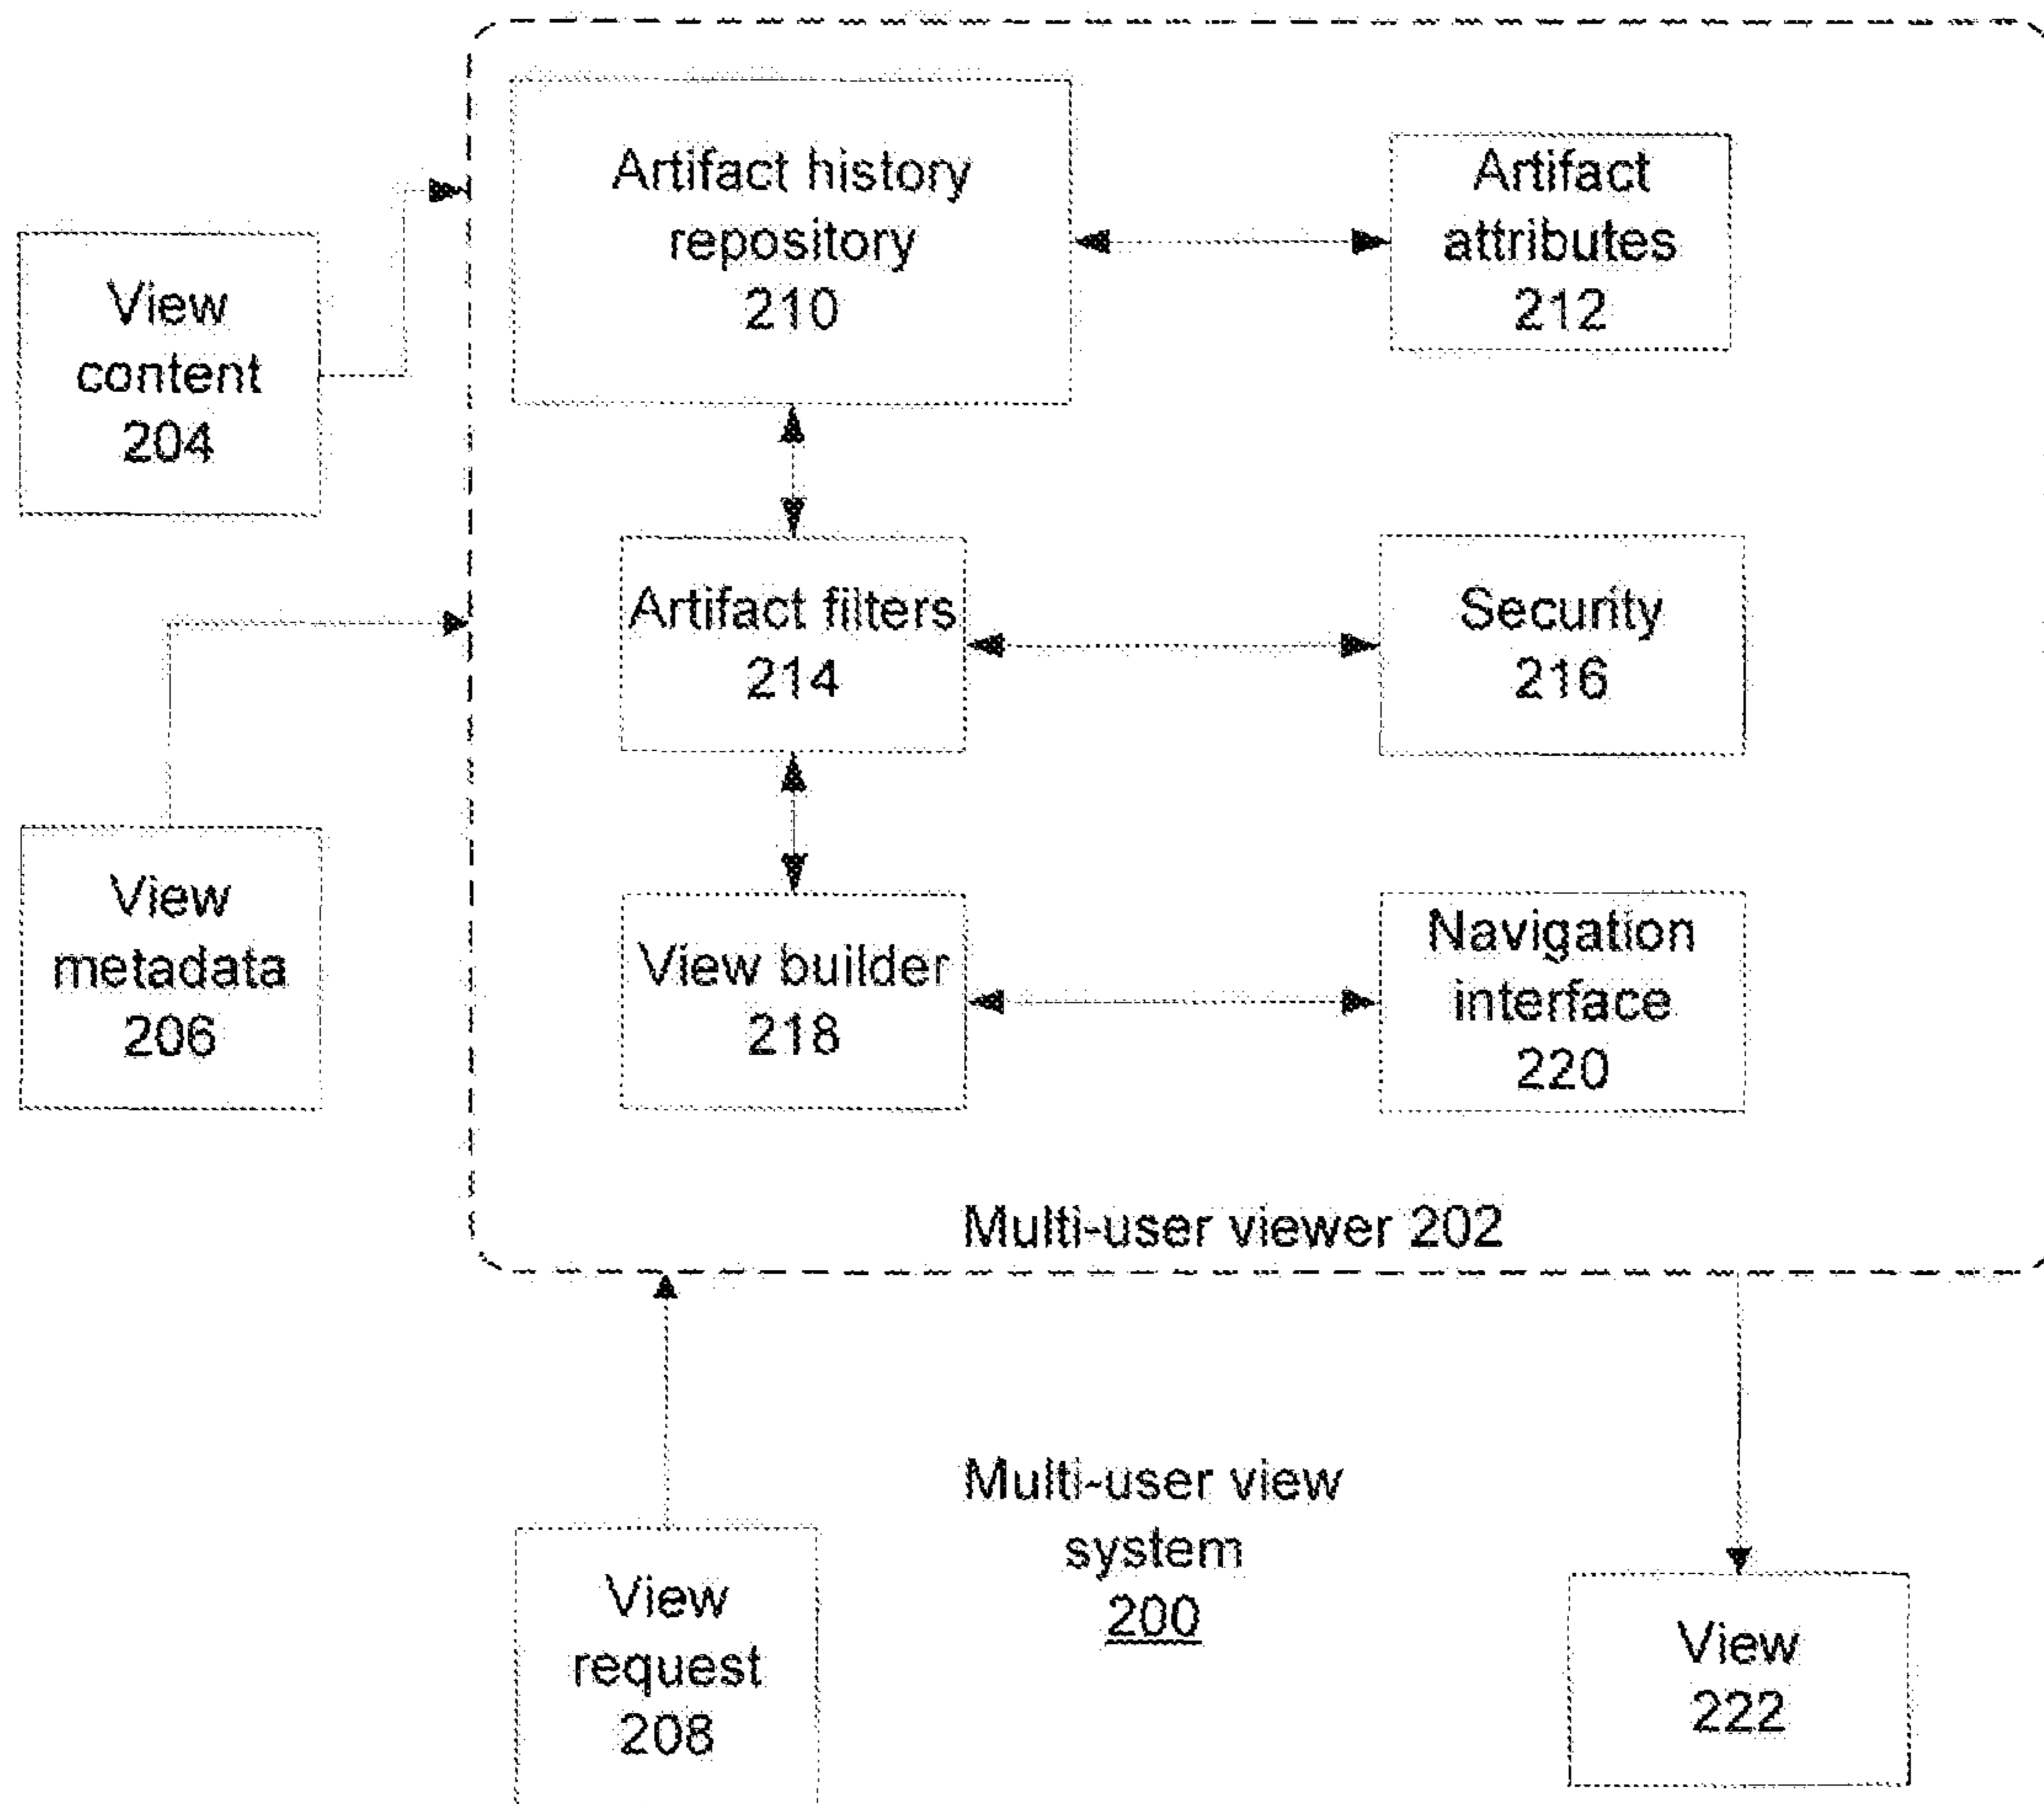 Artifact history
repository
210
Artifact
attributes
212
View
content
204
Artifact filters
214
Security
216
View
metadata
206
View builder
218
Navigation
interface
220
Multi-user viewer 202
Multi-user view
system
200
View
request
208
View
222